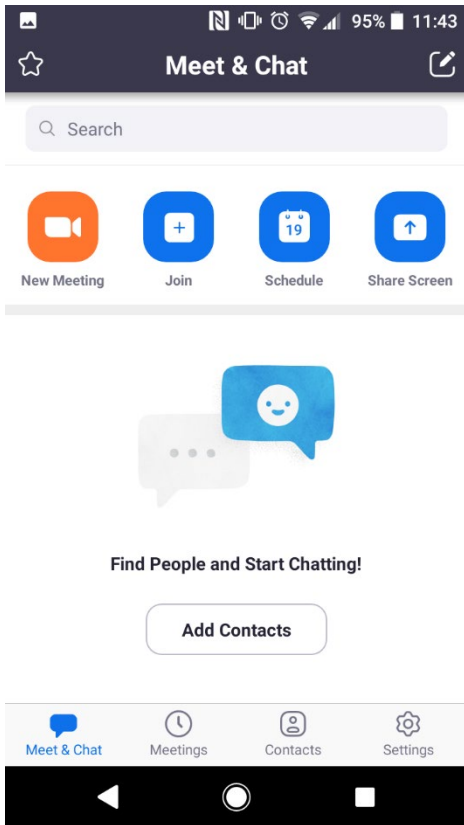 95% 11:43
Meet & Chat
Search
19
New Meeting Join Schedule Share Screen
Find People and Start Chatting!
Add Contacts
Meet & Chat Meetings Contacts Settings